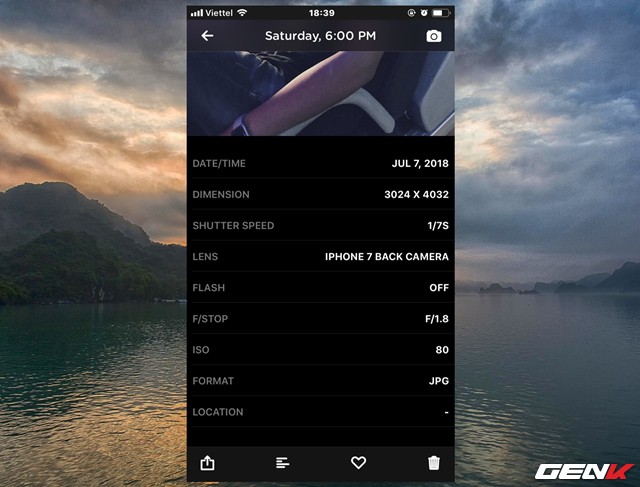 Viettel 18:39
Saturday, 6:00 PM
DATE/TIME JUL 7, 2018
DIMENSION 3024 X 4032
SHUTTER SPEED 1/7S
LENS IPHONE 7 BACK CAMERA
FLASH OFF
F/STOP F/1.8
ISO 80
FORMAT JPG
LOCATION -
GENK